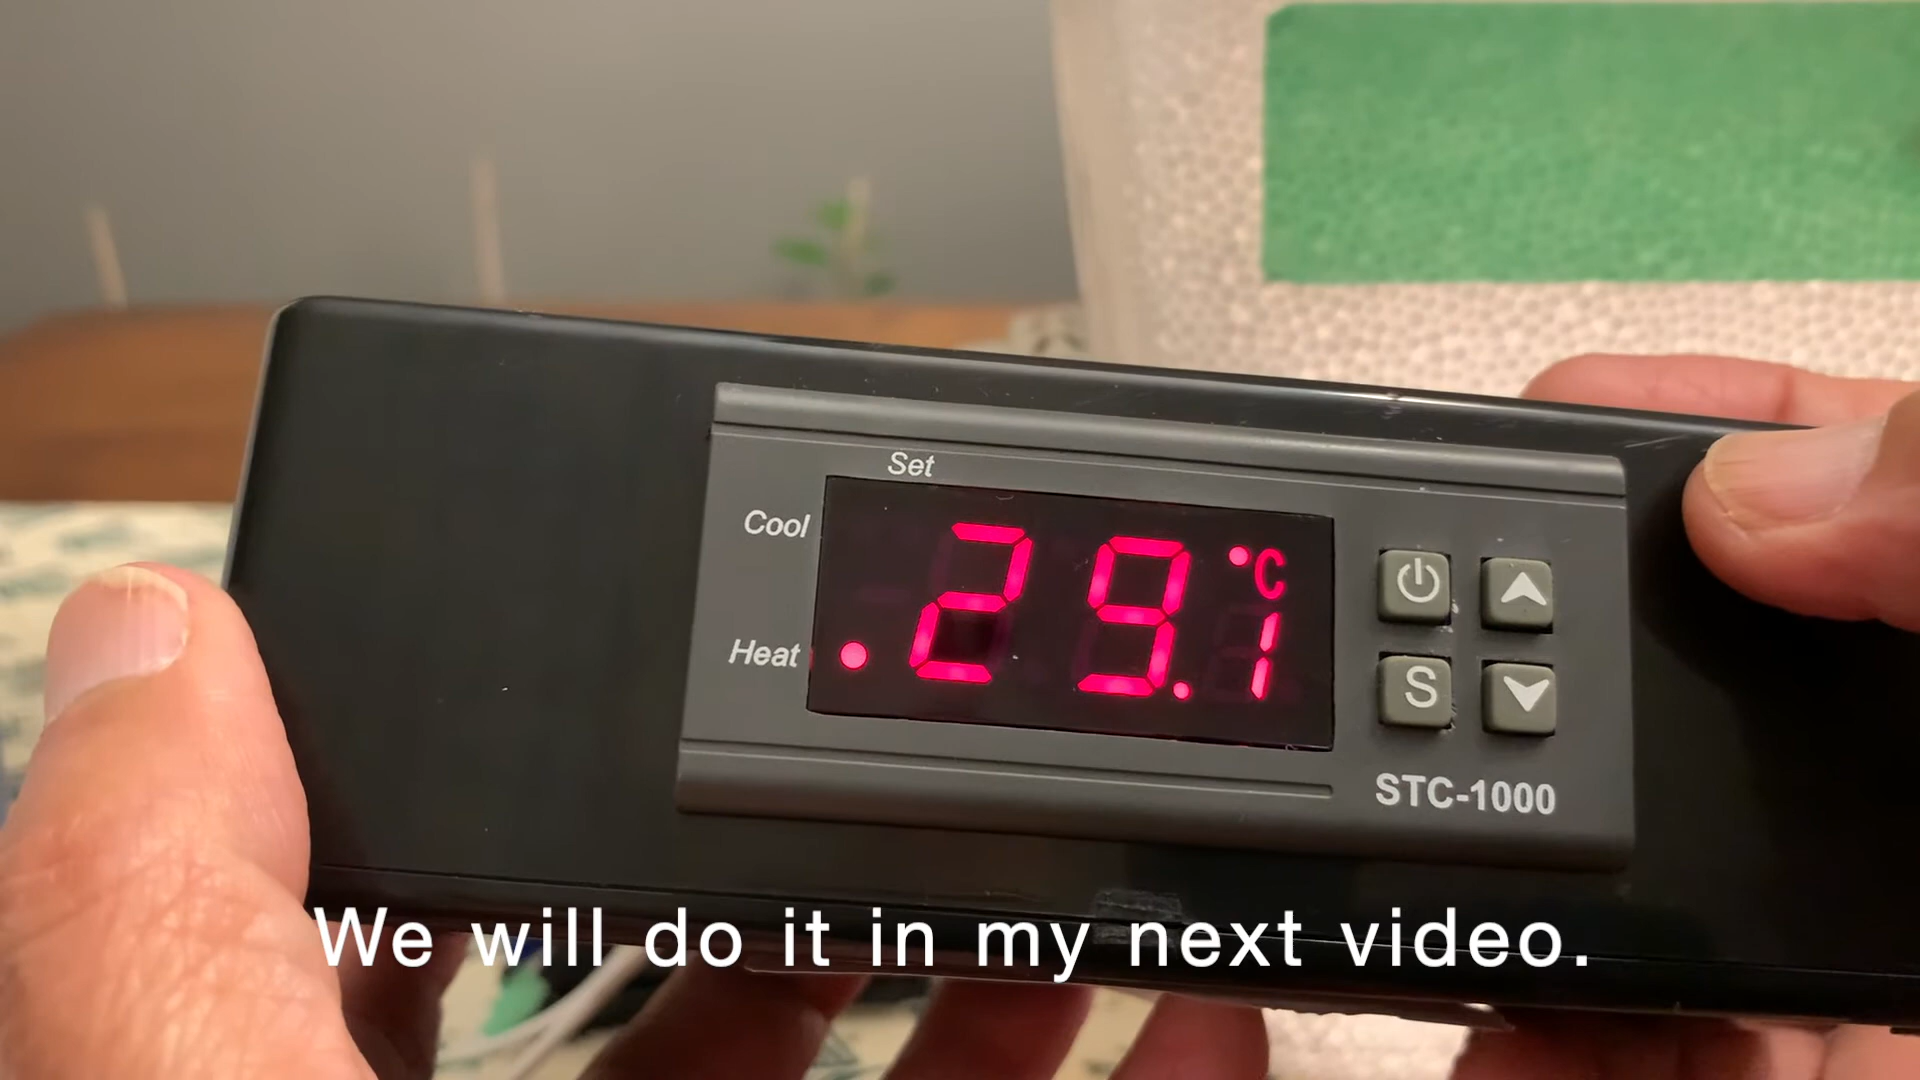 Set
Cool
29.1 °C
Heat
S
STC-1000
We will do it in my next video.